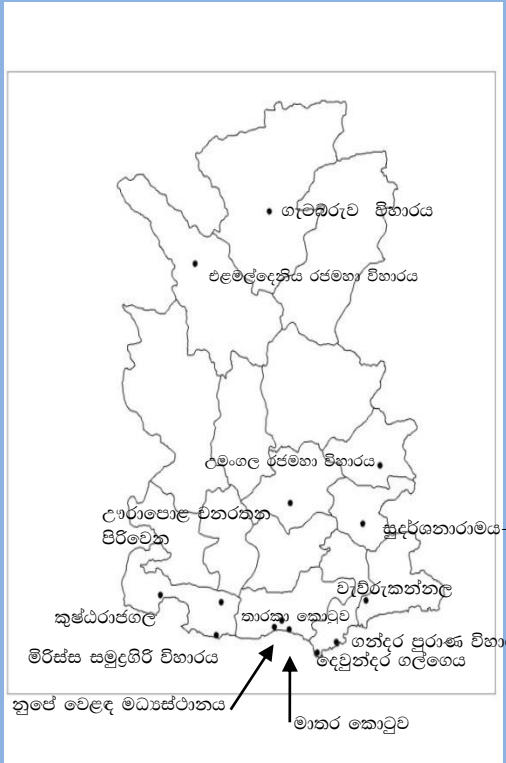 ගැටබරුව විහාරය
එළමල්දෙනිය රජමහා විහාරය
උමංගල රජමහා විහාරය
ඌරාපොළ චනරතන
පිරිවෙන
සුදර්ශනාරාමය-
වැව්රුකන්නල
කුෂ්ඨරාජගල
තාරකා කොටුව
ගන්දර පුරාණ විහා
මිරිස්ස සමුද්‍රගිරි විහාරය
දෙවුන්දර ගල්ගෙය
නුපේ වෙළඳ මධ්‍යස්ථානය
මාතර කොටුව